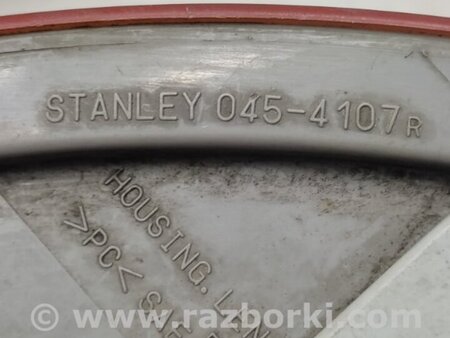 STANLEY 045-4107R
HOUSING.
>PC<
www.razborki.com